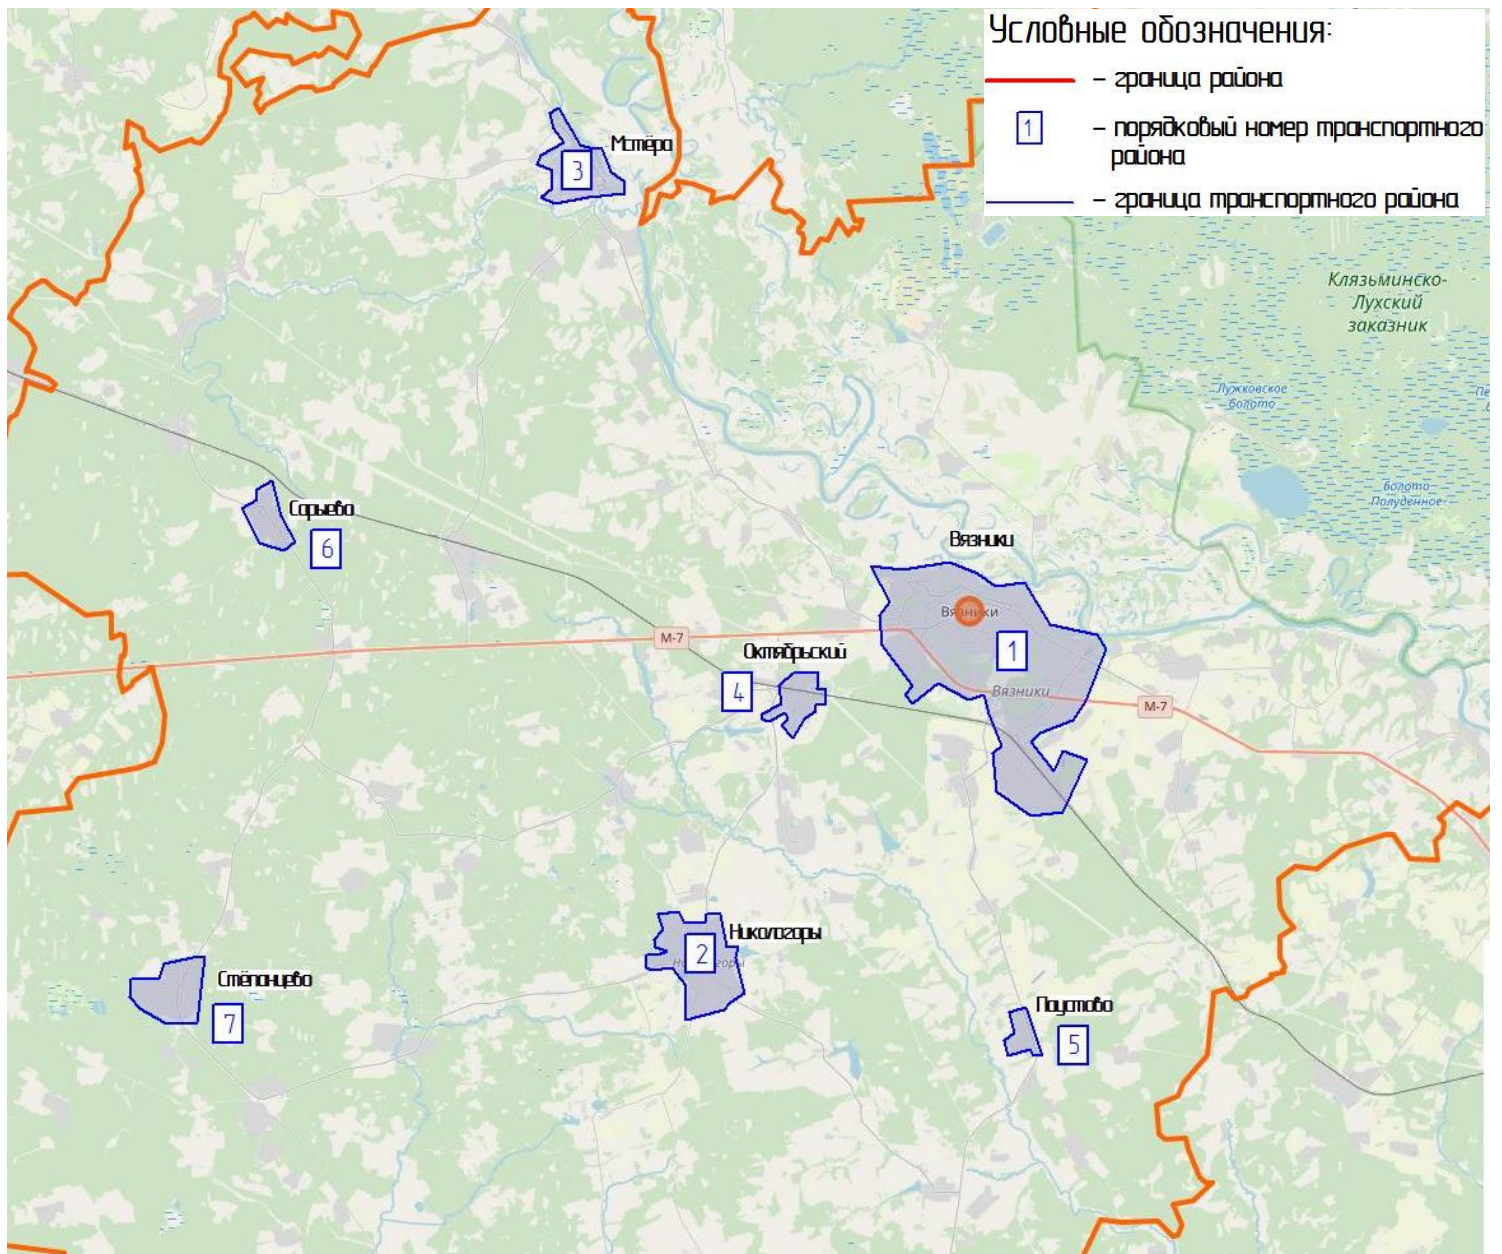 Условные обозначения:
– граница района
1 – порядковый номер транспортного
района
– граница транспортного района
Мстёра
3
Клязьминско-
Лухский
заказник
Лужковское
болото
болото
Полуденное
Сарыево
6
Вязники
Вязники
М-7
Октябрьский
1
4
Вязники
М-7
Никологоры
2
Стёпанцево
7
Паустово
5